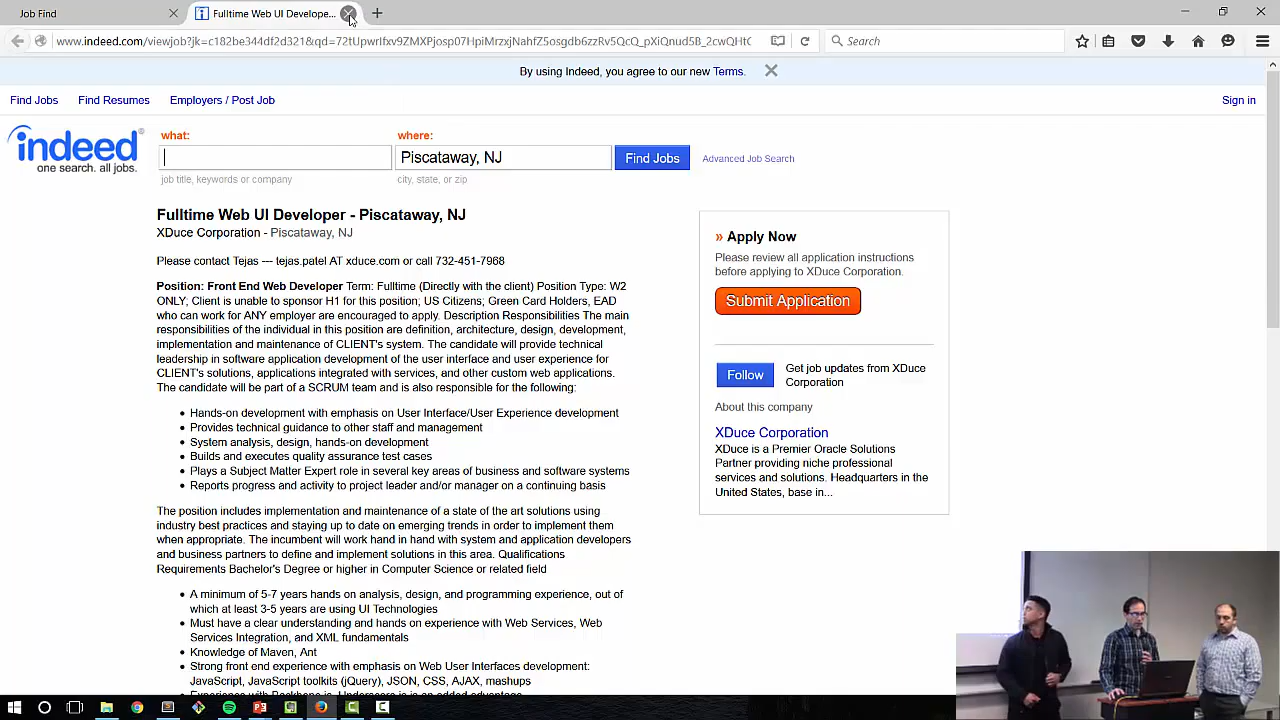 Job Find
Fulltime Web UI Develope...
www.indeed.com/viewjob?jk=c182be344df2d321&qd=72tUpwrIfxv9ZMXPjosp07HpiMrzxjNahfZ5osgdb6zzRv5QcQ_pXiQnud5B_2cwQHtC
Search
By using Indeed, you agree to our new Terms.
Find Jobs Find Resumes Employers / Post Job Sign in
what: where:
indeed®
Piscataway, NJ Find Jobs Advanced Job Search
one search. all jobs.
job title, keywords or company city, state, or zip
Fulltime Web UI Developer - Piscataway, NJ
XDuce Corporation - Piscataway, NJ
Please contact Tejas --- tejas.patel AT xduce.com or call 732-451-7968
Position: Front End Web Developer Term: Fulltime (Directly with the client) Position Type: W2
ONLY; Client is unable to sponsor H1 for this position; US Citizens; Green Card Holders, EAD
who can work for ANY employer are encouraged to apply. Description Responsibilities The main
responsibilities of the individual in this position are definition, architecture, design, development,
implementation and maintenance of CLIENT's system. The candidate will provide technical
leadership in software application development of the user interface and user experience for
CLIENT's solutions, applications integrated with services, and other custom web applications.
The candidate will be part of a SCRUM team and is also responsible for the following:
• Hands-on development with emphasis on User Interface/User Experience development
• Provides technical guidance to other staff and management
• System analysis, design, hands-on development
• Builds and executes quality assurance test cases
• Plays a Subject Matter Expert role in several key areas of business and software systems
• Reports progress and activity to project leader and/or manager on a continuing basis
The position includes implementation and maintenance of a state of the art solutions using
industry best practices and staying up to date on emerging trends in order to implement them
when appropriate. The incumbent will work hand in hand with system and application developers
and business partners to define and implement solutions in this area. Qualifications
Requirements Bachelor's Degree or higher in Computer Science or related field
• A minimum of 5-7 years hands on analysis, design, and programming experience, out of
which at least 3-5 years are using UI Technologies
• Must have a clear understanding and hands on experience with Web Services, Web
Services Integration, and XML fundamentals
• Knowledge of Maven, Ant
• Strong front end experience with emphasis on Web User Interfaces development:
JavaScript, JavaScript toolkits (jQuery), JSON, CSS, AJAX, mashups
» Apply Now
Please review all application instructions
before applying to XDuce Corporation.
Submit Application
Follow
Get job updates from XDuce
Corporation
About this company
XDuce Corporation
XDuce is a Premier Oracle Solutions
Partner providing niche professional
services and solutions. Headquarters in the
United States, base in...